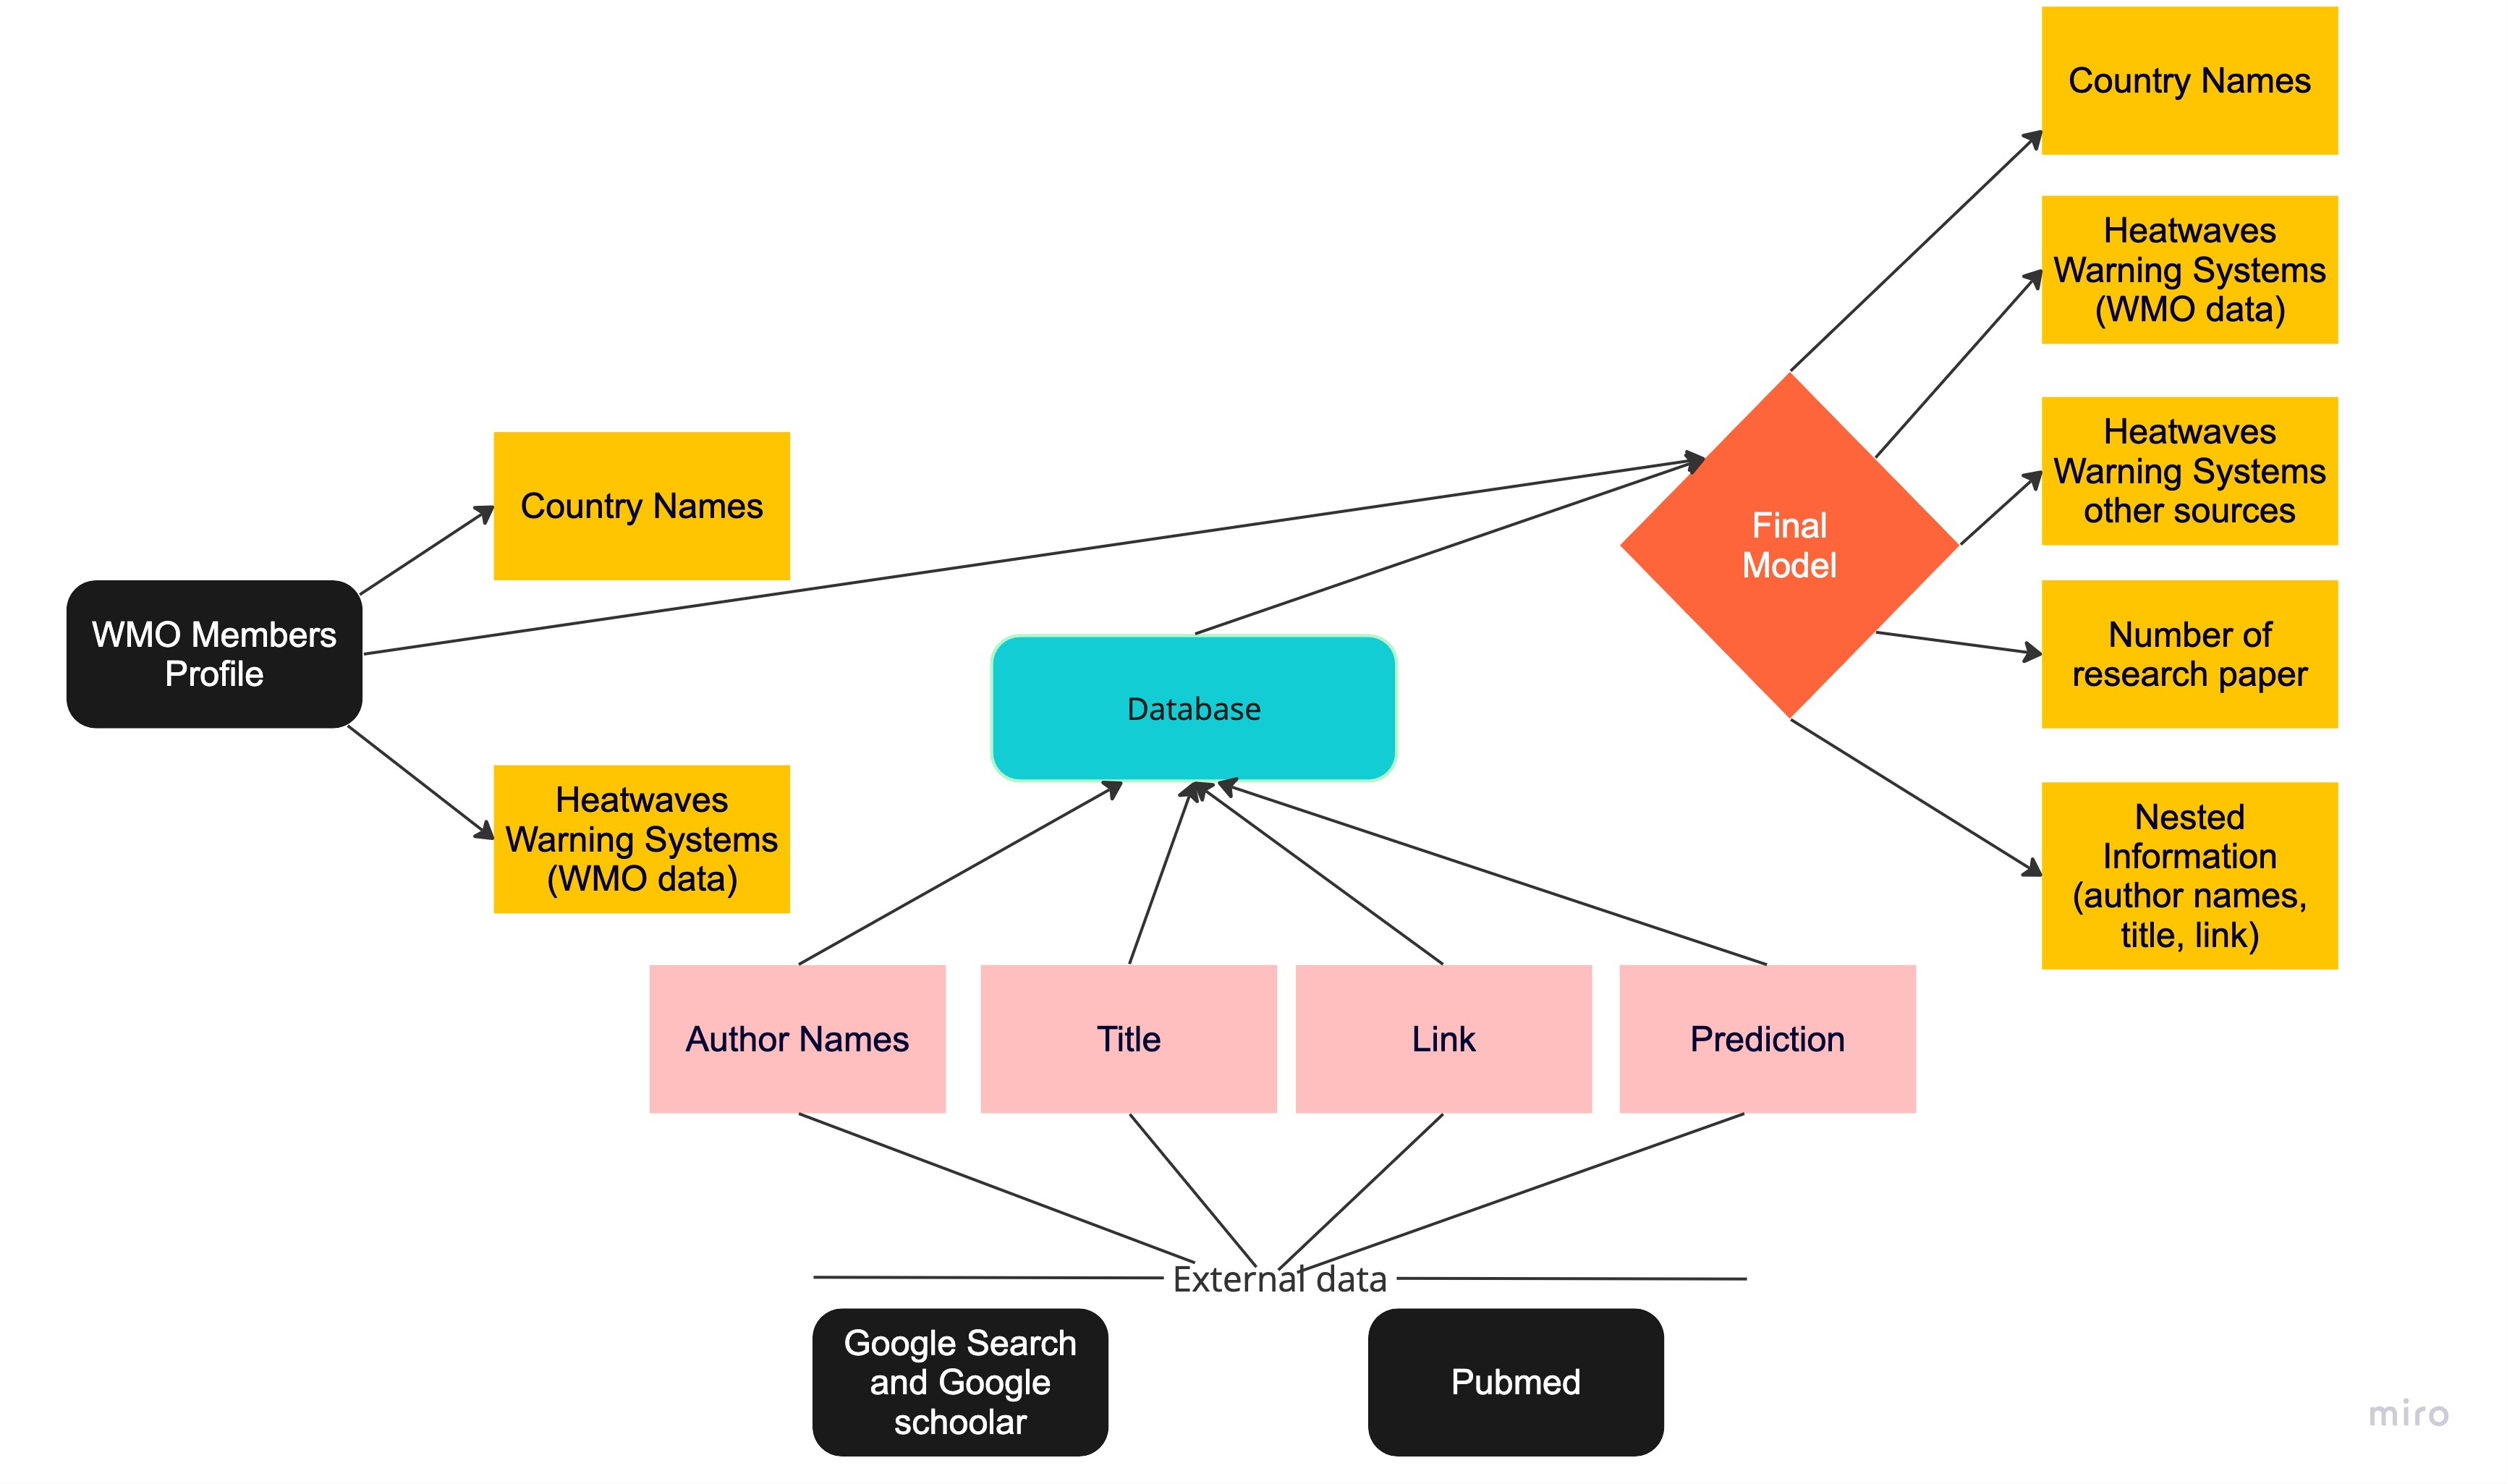 Country Names
Heatwaves
Warning Systems
(WMO data)
Heatwaves
Warning Systems
other sources
Number of
research paper
Nested
Information
(author names,
title, link)
Final
Model
Country Names
WMO Members
Profile
Heatwaves
Warning Systems
(WMO data)
Database
Author Names
Title
Link
Prediction
External data
Google Search
and Google
schoolar
Pubmed
miro